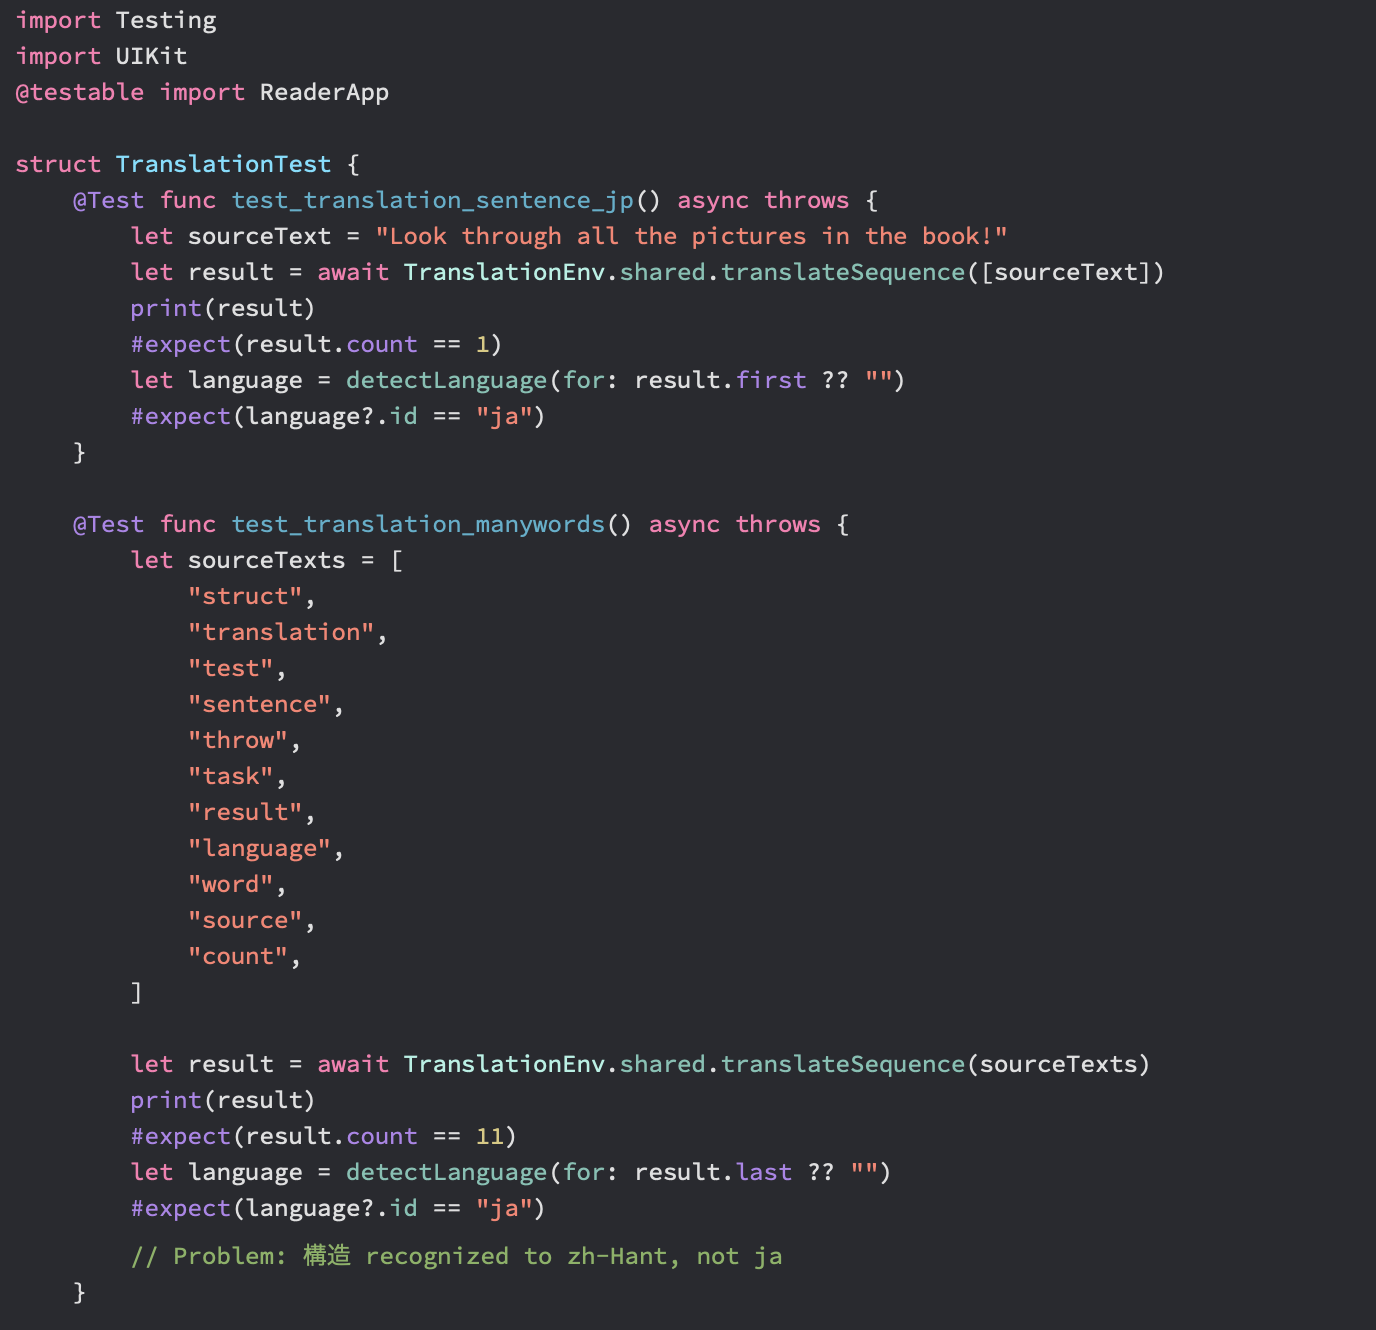 import Testing
import UIKit
@testable import ReaderApp

struct TranslationTest {
    @Test func test_translation_sentence_jp() async throws {
        let sourceText = "Look through all the pictures in the book!"
        let result = await TranslationEnv.shared.translateSequence([sourceText])
        print(result)
        #expect(result.count == 1)
        let language = detectLanguage(for: result.first ?? "")
        #expect(language?.id == "ja")
    }

    @Test func test_translation_manywords() async throws {
        let sourceTexts = [
            "struct",
            "translation",
            "test",
            "sentence",
            "throw",
            "task",
            "result",
            "language",
            "word",
            "source",
            "count",
        ]

        let result = await TranslationEnv.shared.translateSequence(sourceTexts)
        print(result)
        #expect(result.count == 11)
        let language = detectLanguage(for: result.last ?? "")
        #expect(language?.id == "ja")
        // Problem: 構造 recognized to zh-Hant, not ja
    }